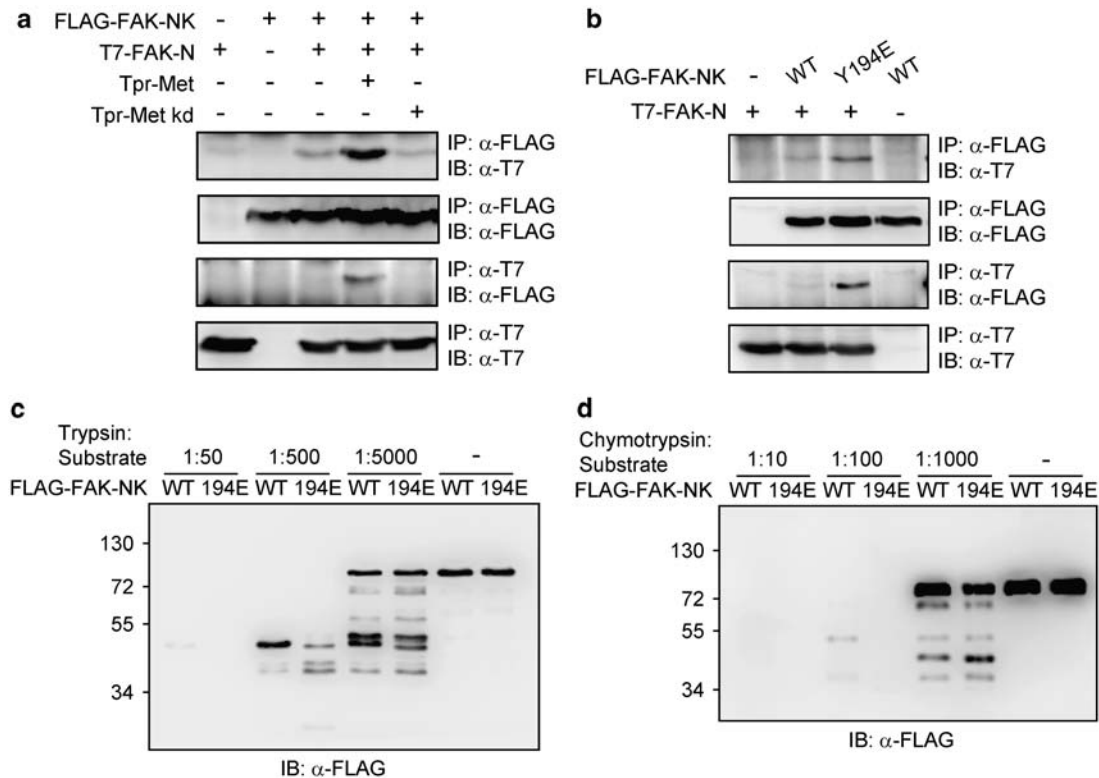 a
FLAG-FAK-NK - + + + +
T7-FAK-N + - + + +
Tpr-Met - - - + -
Tpr-Met kd - - - - +
IP: α-FLAG
IB: α-T7
IP: α-FLAG
IB: α-FLAG
IP: α-T7
IB: α-FLAG
IP: α-T7
IB: α-T7
b
FLAG-FAK-NK - WT Y194E WT
T7-FAK-N + + + -
IP: α-FLAG
IB: α-T7
IP: α-FLAG
IB: α-FLAG
IP: α-T7
IB: α-FLAG
IP: α-T7
IB: α-T7
c
Trypsin:
Substrate 1:50 1:500 1:5000 -
FLAG-FAK-NK WT 194E WT 194E WT 194E WT 194E
130
72
55
34
IB: α-FLAG
d
Chymotrypsin:
Substrate 1:10 1:100 1:1000 -
FLAG-FAK-NK WT 194E WT 194E WT 194E WT 194E
130
72
55
34
IB: α-FLAG